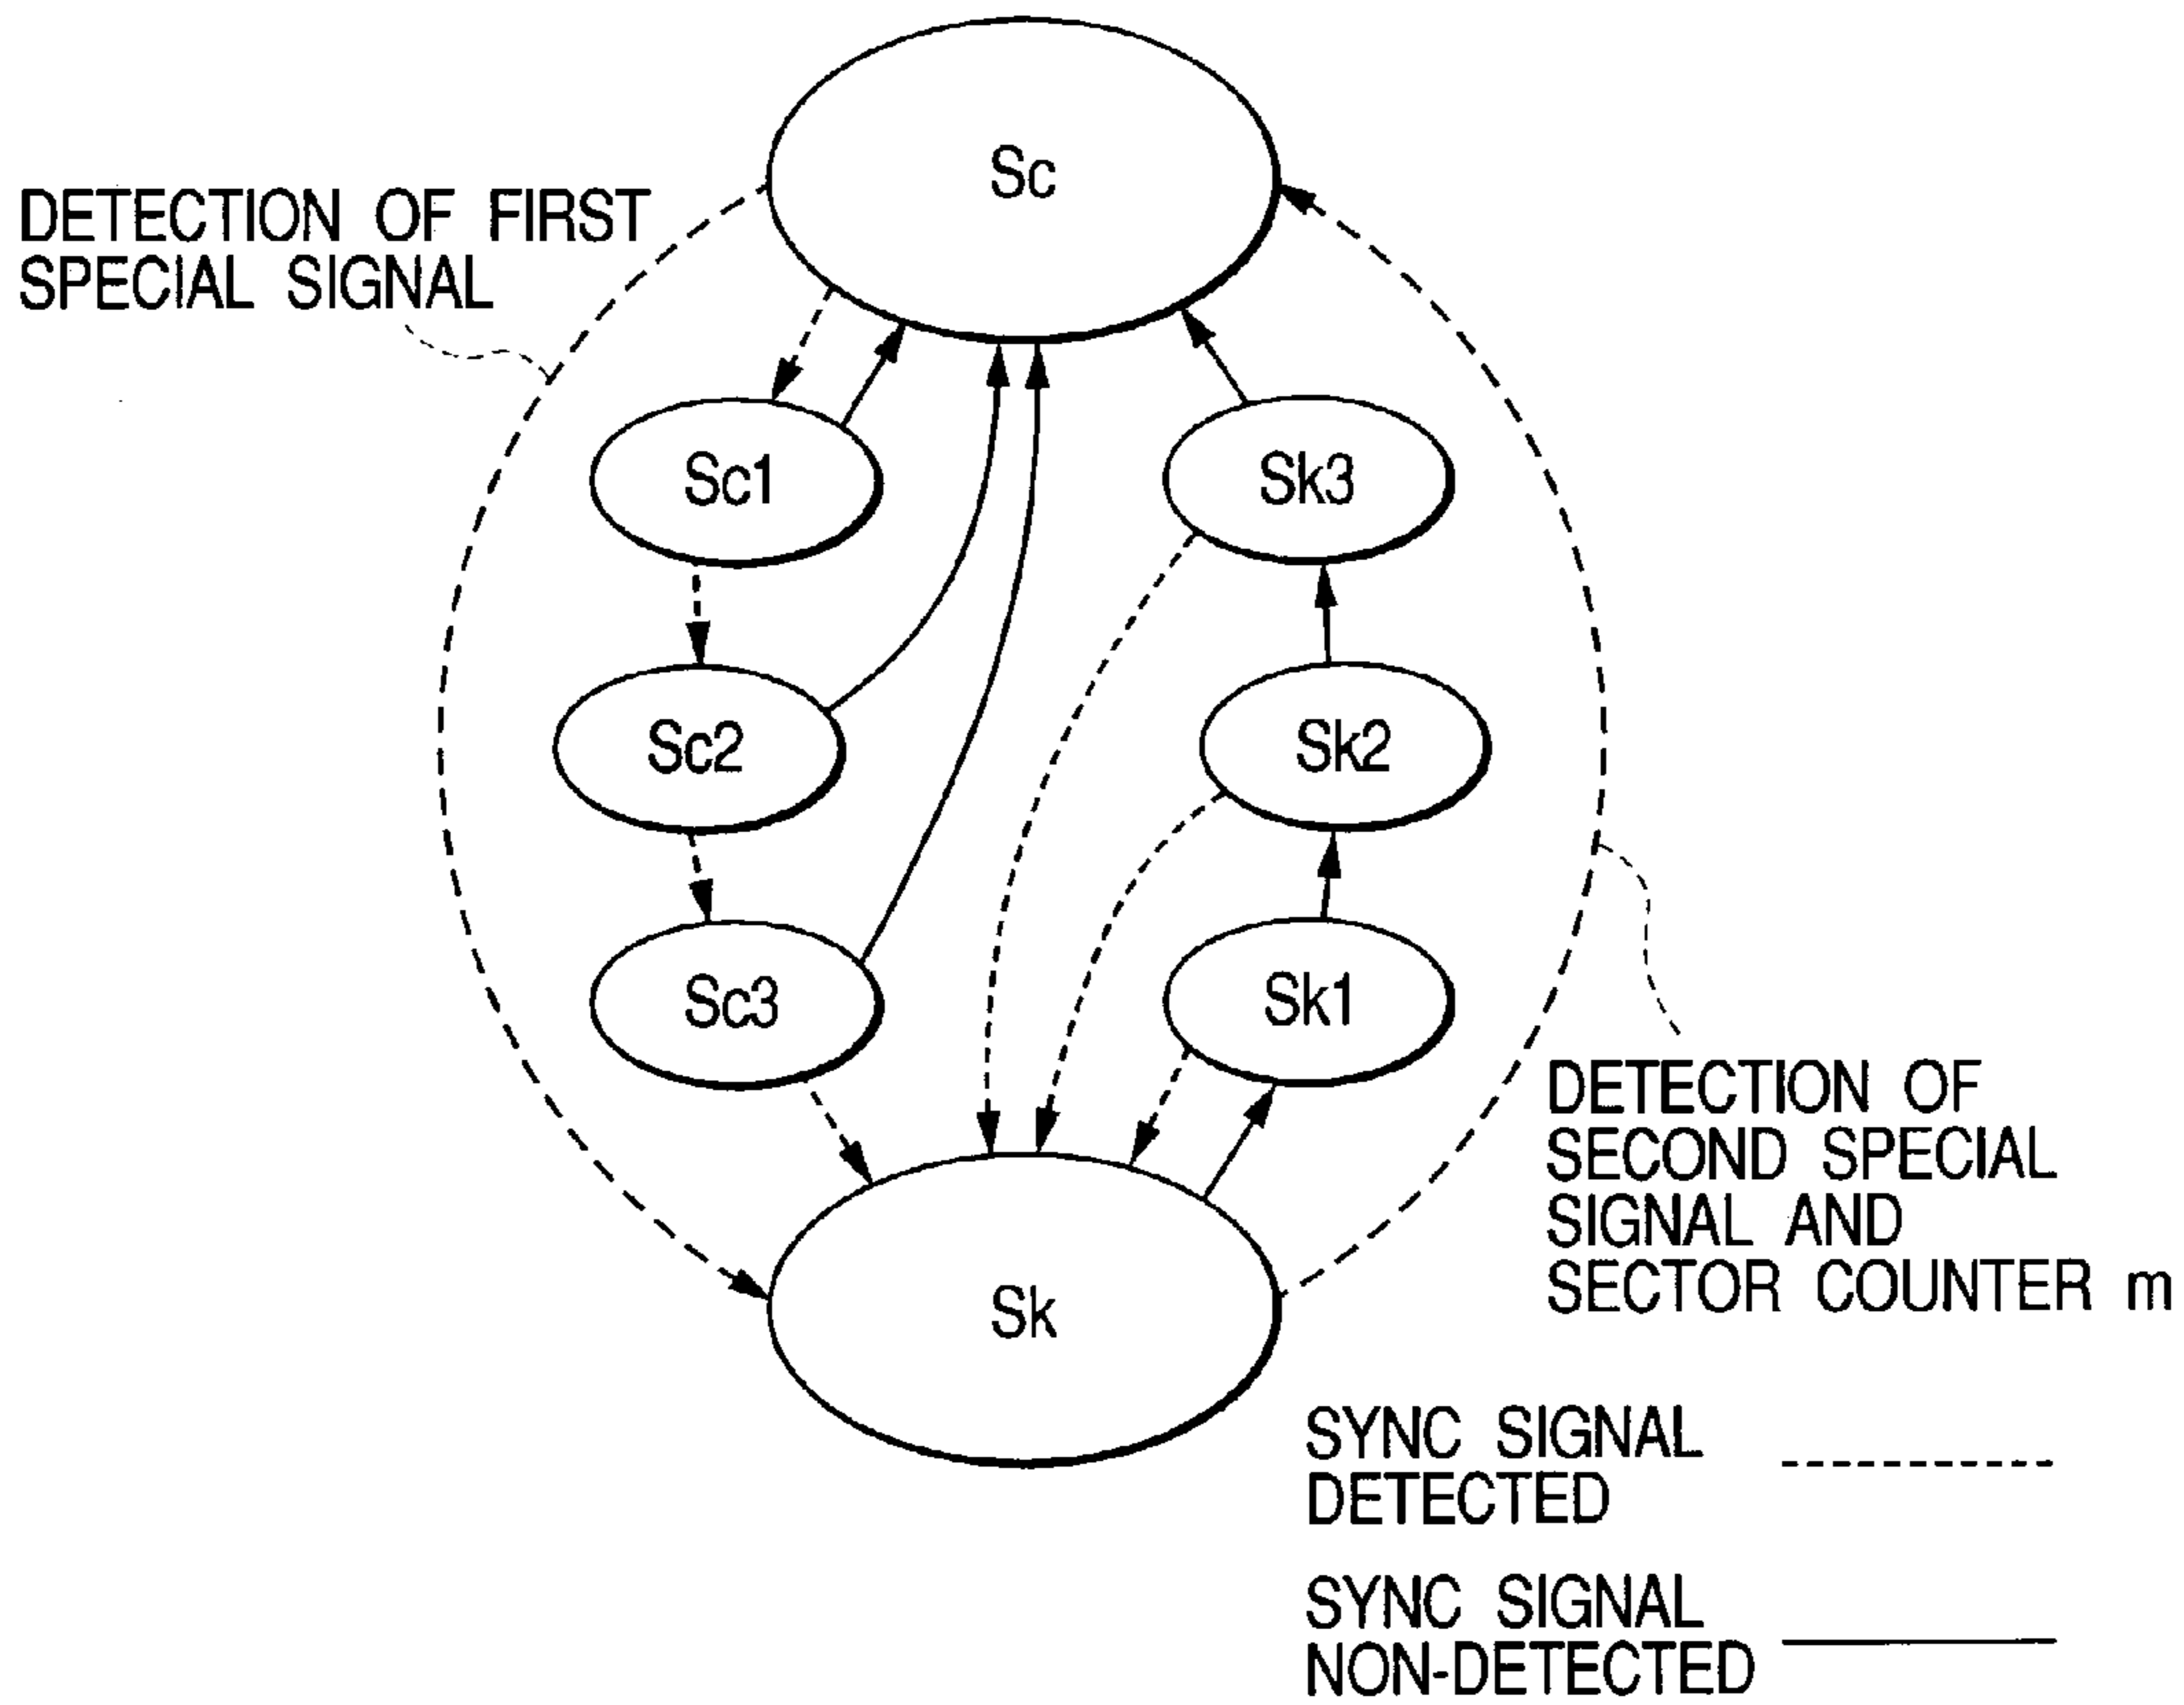 Sc
DETECTION OF FIRST
SPECIAL SIGNAL
Sc1
Sk3
Sc2
Sk2
Sc3
Sk1
DETECTION OF
SECOND SPECIAL
SIGNAL AND
SECTOR COUNTER m
Sk
SYNC SIGNAL
DETECTED
SYNC SIGNAL
NON-DETECTED